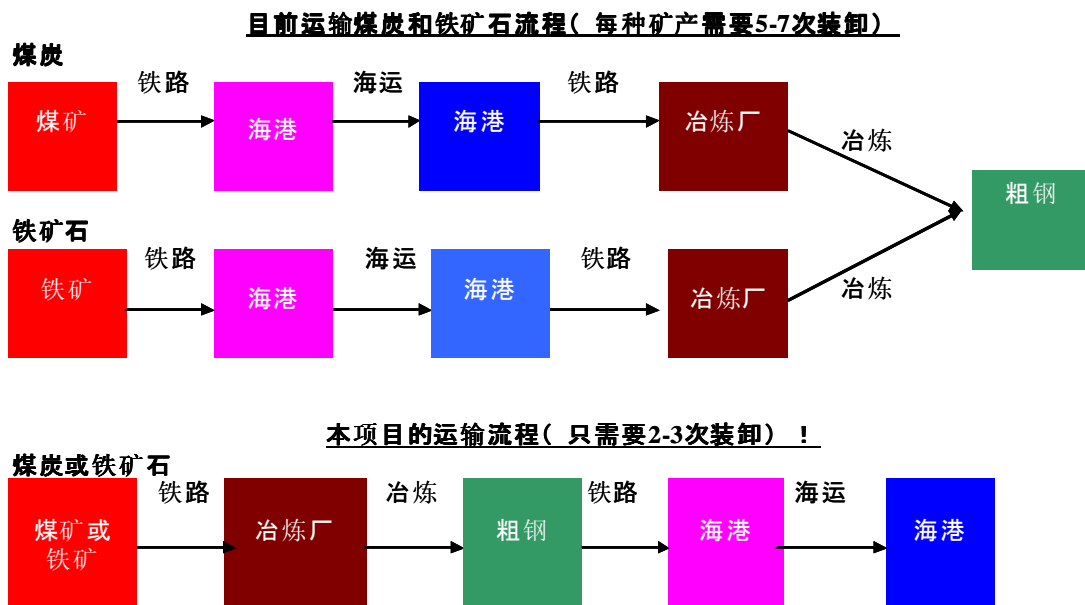 目前运输煤炭和铁矿石流程( 每种矿产需要5-7次装卸)
煤炭
铁路
海运
铁路
煤矿
海港
海港
冶炼厂
冶炼
粗钢
铁矿石
铁路
海运
铁路
铁矿
海港
海港
冶炼厂
冶炼
本项目的运输流程( 只需要2-3次装卸) !
煤炭或铁矿石
铁路
冶炼
铁路
海运
煤矿或
铁矿
冶炼厂
粗钢
海港
海港